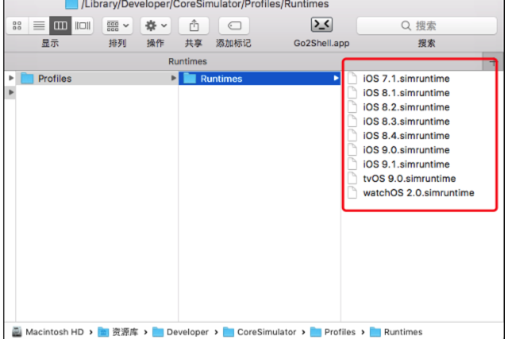 /Library/Developer/CoreSimulator/Profiles/Runtimes
显示 排列 操作 共享 添加标记 Go2Shell.app 搜索
搜索
Runtimes
Profiles
Runtimes
iOS 7.1.simruntime
iOS 8.1.simruntime
iOS 8.2.simruntime
iOS 8.3.simruntime
iOS 8.4.simruntime
iOS 9.0.simruntime
iOS 9.1.simruntime
tvOS 9.0.simruntime
watchOS 2.0.simruntime
Macintosh HD › 资源库 › Developer › CoreSimulator › Profiles › Runtimes